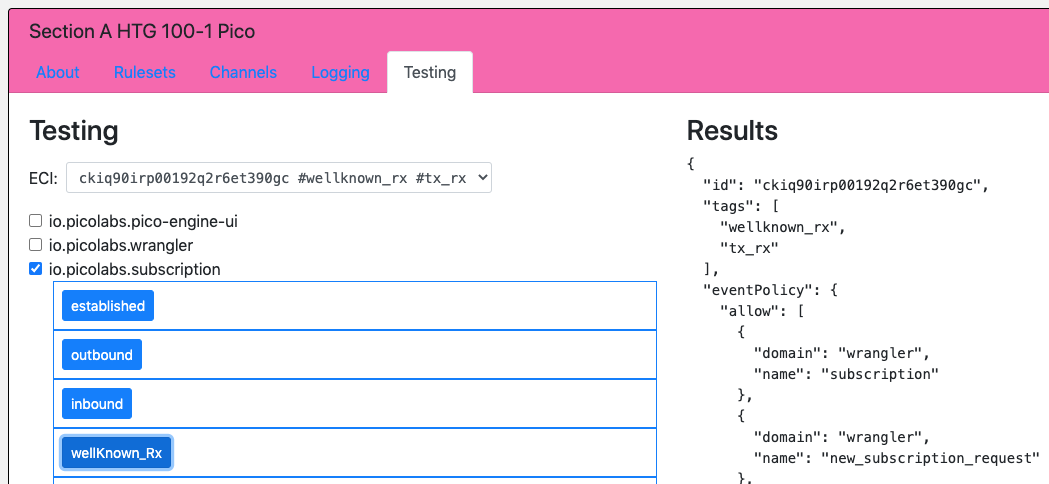 Section A HTG 100-1 Pico
About Rulesets Channels Logging Testing
Testing
ECI: ckiq90irp00192q2r6et390gc #wellknown_rx #tx_rx
io.picolabs.pico-engine-ui
io.picolabs.wrangler
io.picolabs.subscription
established
outbound
inbound
wellKnown_Rx
Results
{
"id": "ckiq90irp00192q2r6et390gc",
"tags": [
"wellknown_rx",
"tx_rx"
],
"eventPolicy": {
"allow": [
{
"domain": "wrangler",
"name": "subscription"
},
{
"domain": "wrangler",
"name": "new_subscription_request"
},